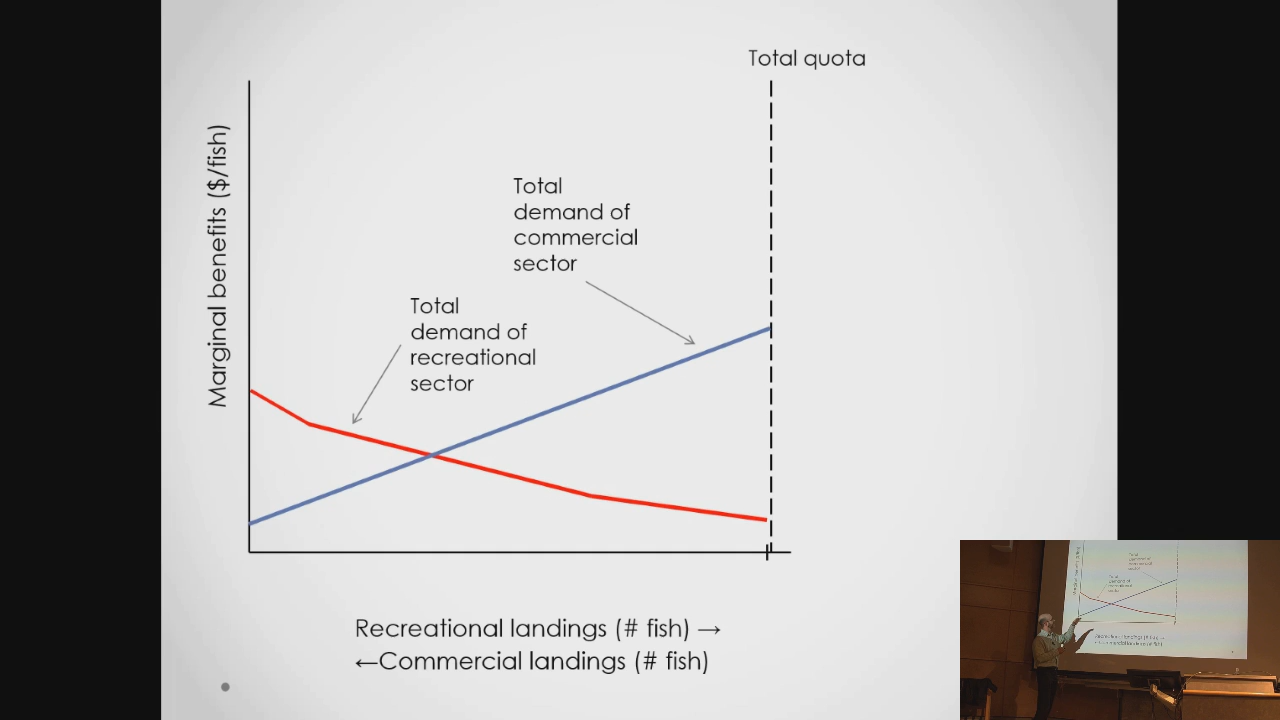 Total quota
Marginal benefits ($/fish)
Total
demand of
commercial
sector
Total
demand of
recreational
sector
Recreational landings (# fish) →
←Commercial landings (# fish)